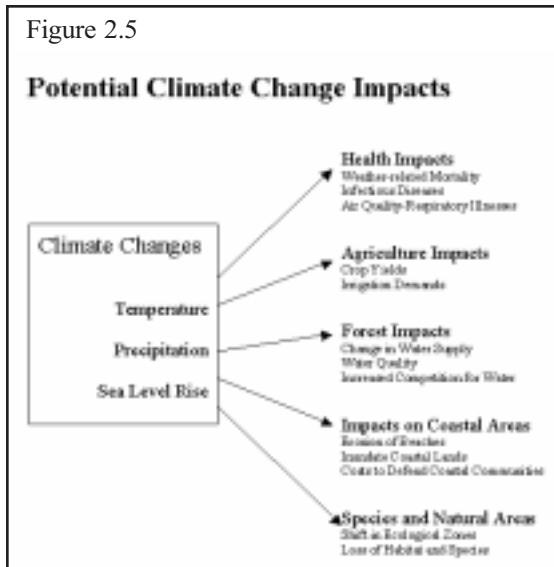 Figure 2.5
Potential Climate Change Impacts
Climate Changes
Temperature
Precipitation
Sea Level Rise
Health Impacts
Weather-related Mortality
Infectious Diseases
Air Quality-Respiratory Illnesses
Agriculture Impacts
Crop Yields
Irrigation Demands
Forest Impacts
Change in Water Supply
Water Quality
Increased Competition for Water
Impacts on Coastal Areas
Erosion of Beaches
Inundate Coastal Lands
Costs to Defend Coastal Communities
Species and Natural Areas
Shift in Ecological Zones
Loss of Habitat and Species